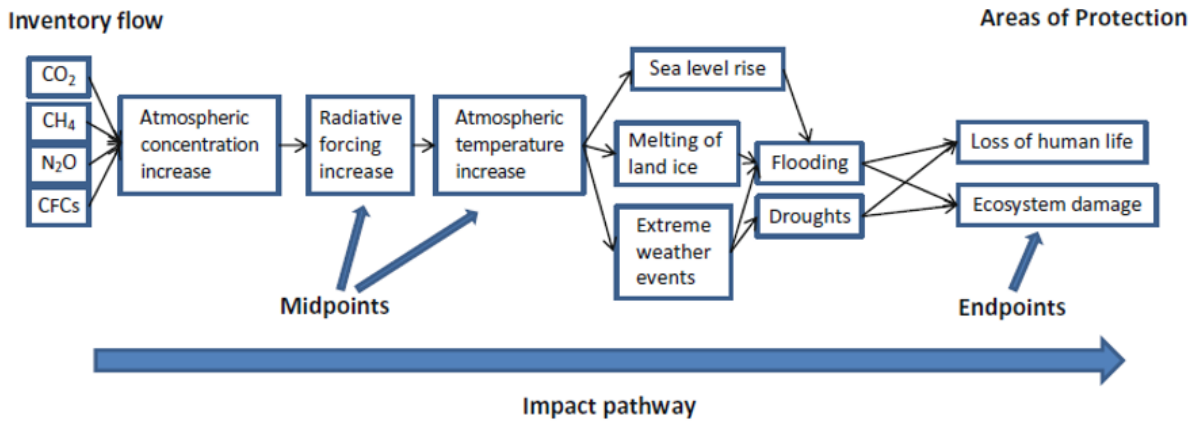 Inventory flow
Areas of Protection
CO₂
CH₄
N₂O
CFCs
Atmospheric
concentration
increase
Radiative
forcing
increase
Atmospheric
temperature
increase
Sea level rise
Melting of
land ice
Extreme
weather
events
Flooding
Droughts
Loss of human life
Ecosystem damage
Midpoints
Endpoints
Impact pathway